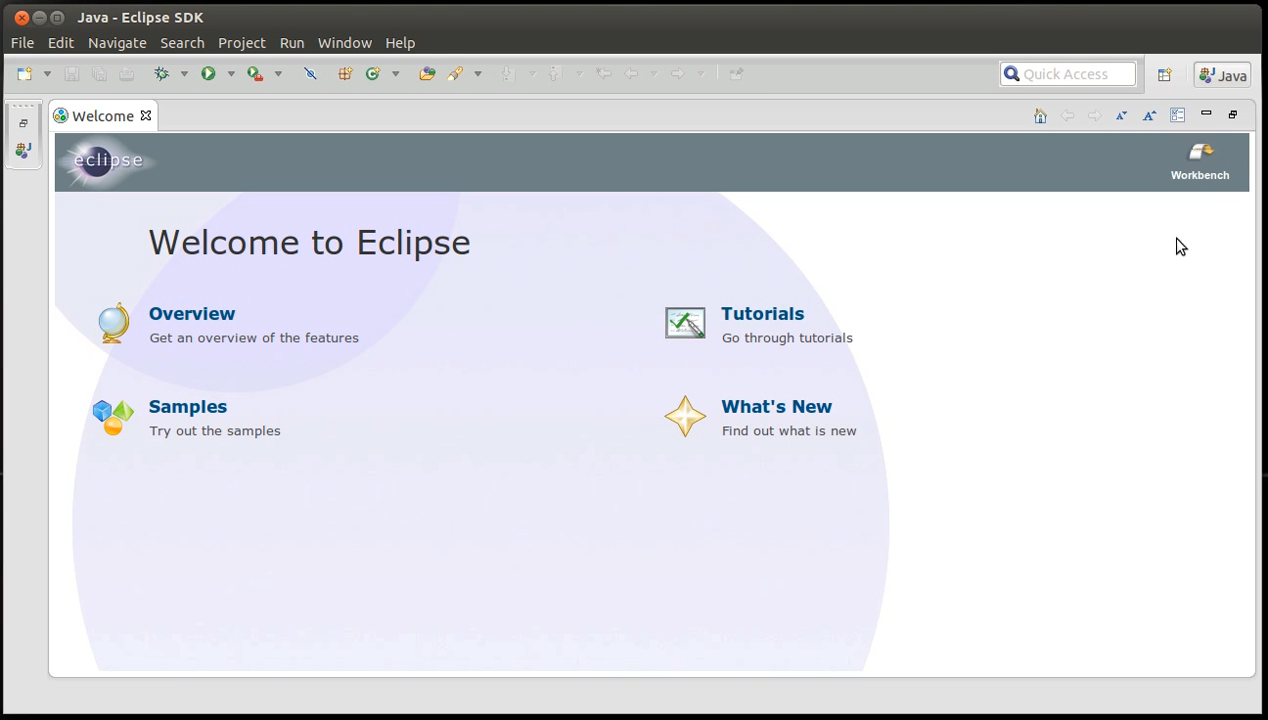 Java - Eclipse SDK
File Edit Navigate Search Project Run Window Help
Quick Access
Java
Welcome
eclipse
Workbench
Welcome to Eclipse
Overview
Get an overview of the features
Tutorials
Go through tutorials
Samples
Try out the samples
What's New
Find out what is new